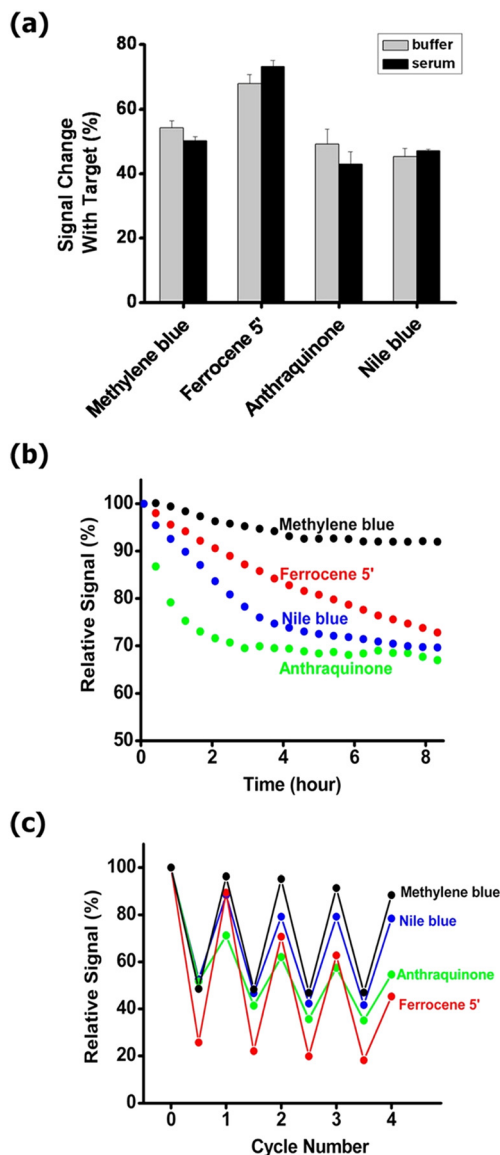 (a)
80
60
40
20
0
Signal Change
With Target (%)
buffer
serum
Methylene blue
Ferrocene 5'
Anthraquinone
Nile blue
(b)
100
90
80
70
60
50
Relative Signal (%)
Methylene blue
Ferrocene 5'
Nile blue
Anthraquinone
0 2 4 6 8
Time (hour)
(c)
100
80
60
40
20
0
Relative Signal (%)
Methylene blue
Nile blue
Anthraquinone
Ferrocene 5'
0 1 2 3 4
Cycle Number